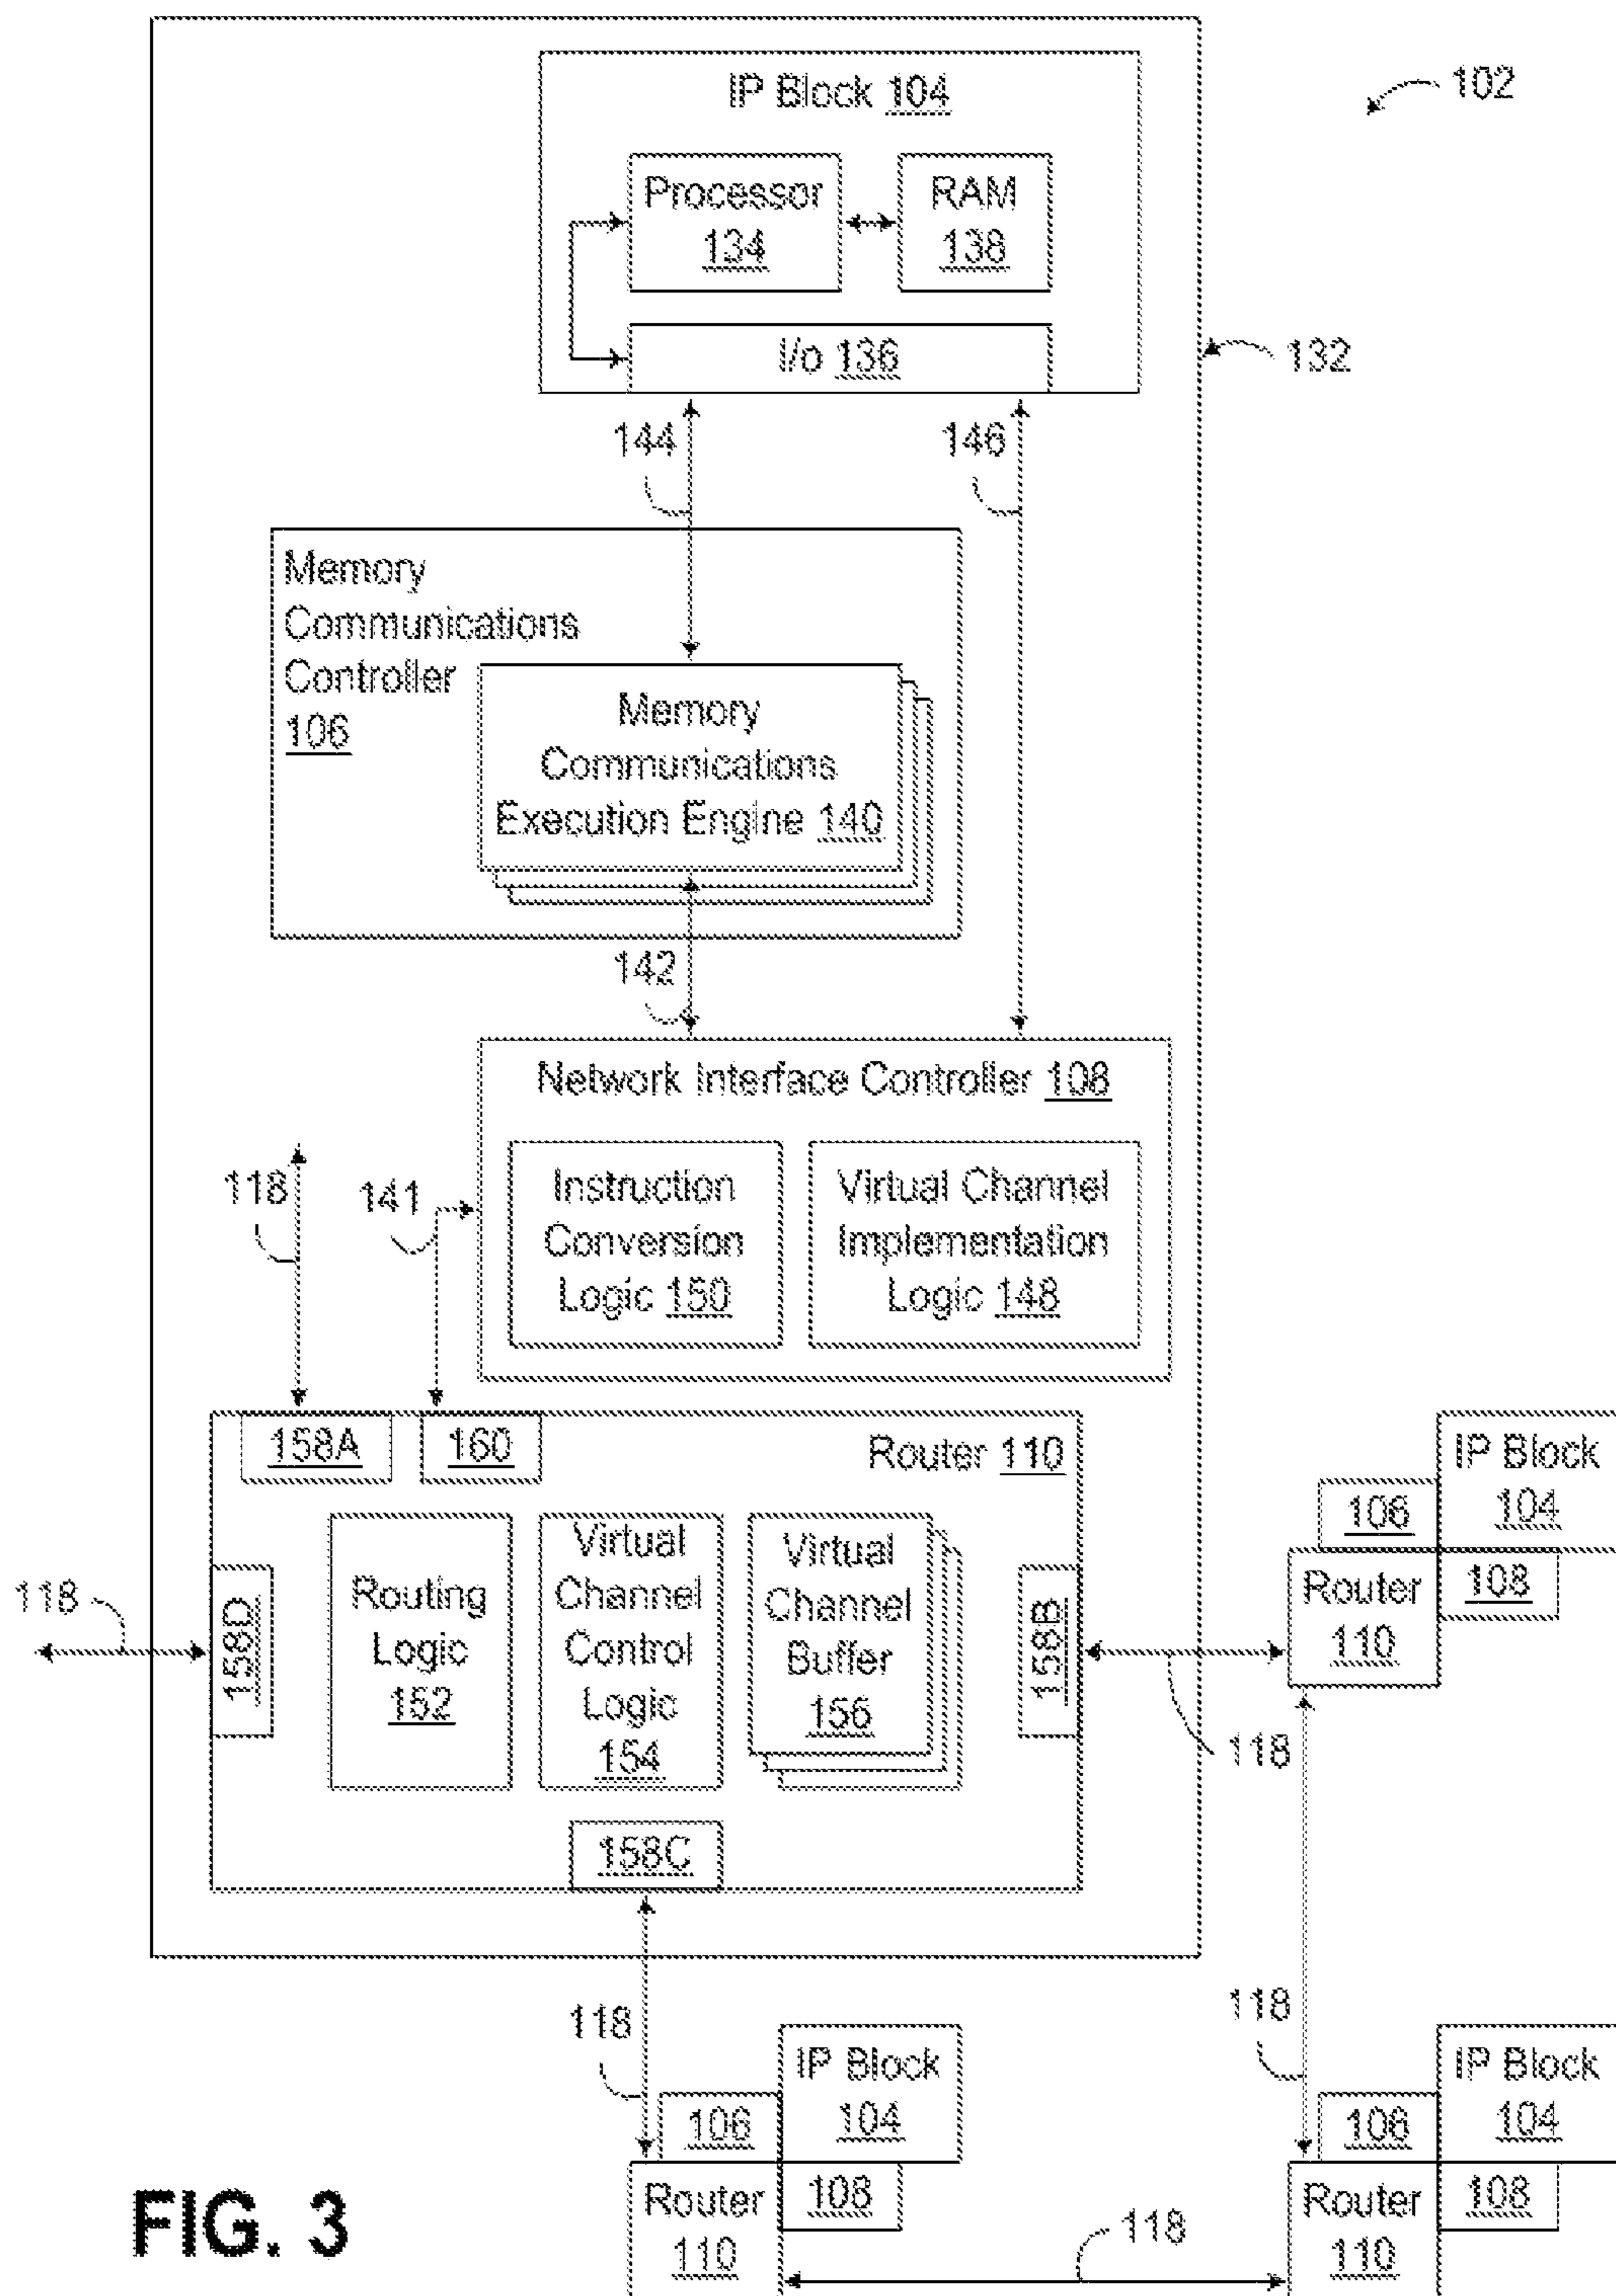 102
IP Block 104
Processor
134
RAM
138
I/o 136
132
144
146
Memory
Communications
Controller
106
Memory
Communications
Execution Engine 140
142
Network Interface Controller 108
118
141
Instruction
Conversion
Logic 150
Virtual Channel
Implementation
Logic 148
158A
160
Router 110
118
158D
Routing
Logic
152
Virtual
Channel
Control
Logic
154
Virtual
Channel
Buffer
156
158B
118
158C
IP Block
104
106
108
Router
110
118
118
IP Block
104
106
108
Router
110
118
IP Block
104
106
108
Router
110
FIG. 3